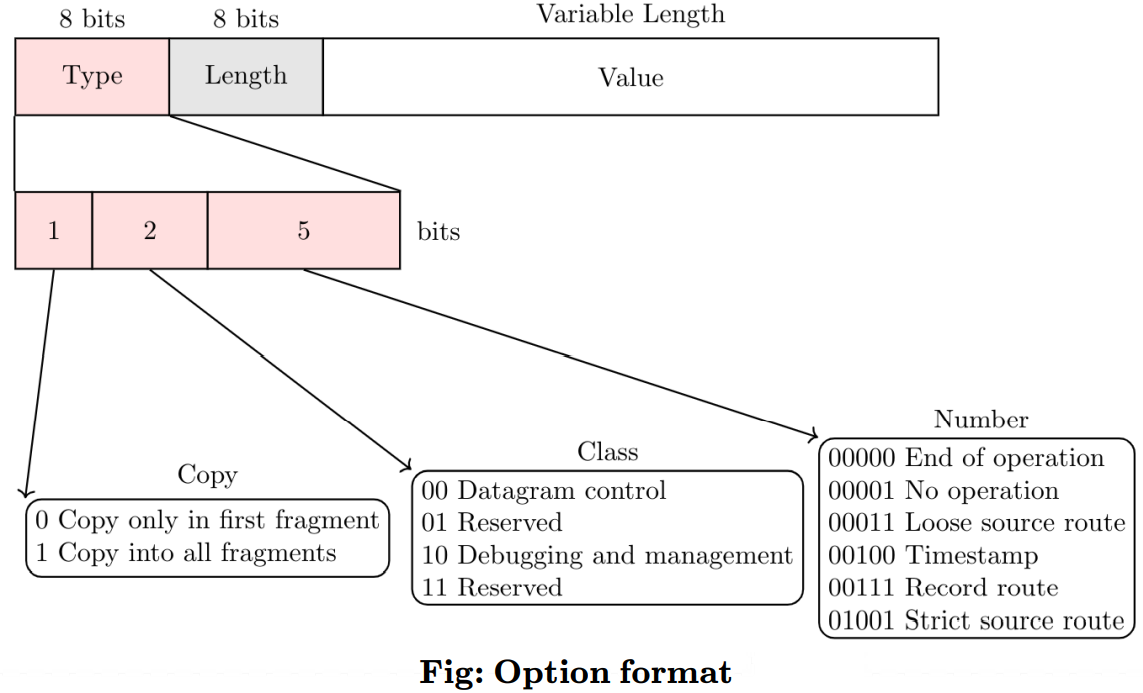 8 bits 8 bits Variable Length
Type Length Value
1 2 5 bits
Copy
0 Copy only in first fragment
1 Copy into all fragments
Class
00 Datagram control
01 Reserved
10 Debugging and management
11 Reserved
Number
00000 End of operation
00001 No operation
00011 Loose source route
00100 Timestamp
00111 Record route
01001 Strict source route
Fig: Option format